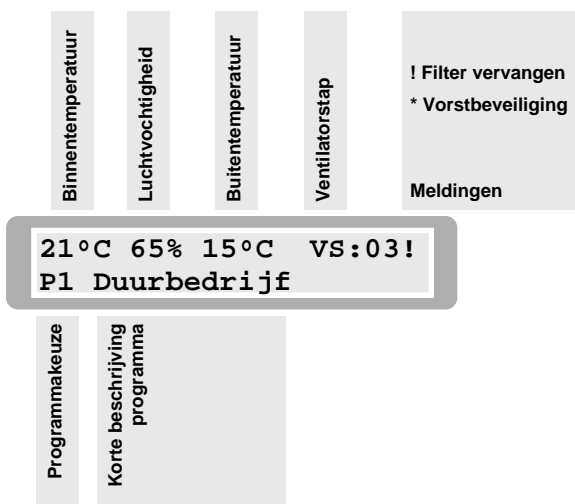 Binnentemperatuur
Luchtvochtigheid
Buitentemperatuur
Ventilatorstap
! Filter vervangen
* Vorstbeveiliging
Meldingen
21°C 65% 15°C VS:03!
P1 Duurbedrijf
Programmakeuze
Korte beschrijving
programma